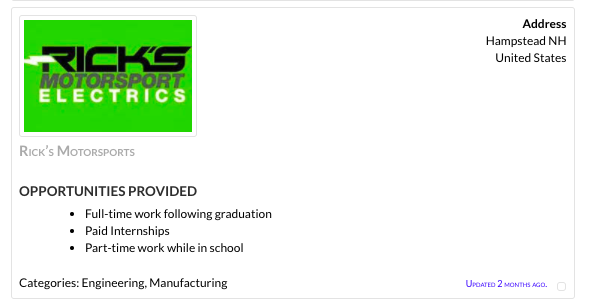 RICK'S
MOTORSPORT
ELECTRICS
Address
Hampstead NH
United States
Rick's Motorsports
OPPORTUNITIES PROVIDED
• Full-time work following graduation
• Paid Internships
• Part-time work while in school
Categories: Engineering, Manufacturing
Updated 2 months ago.